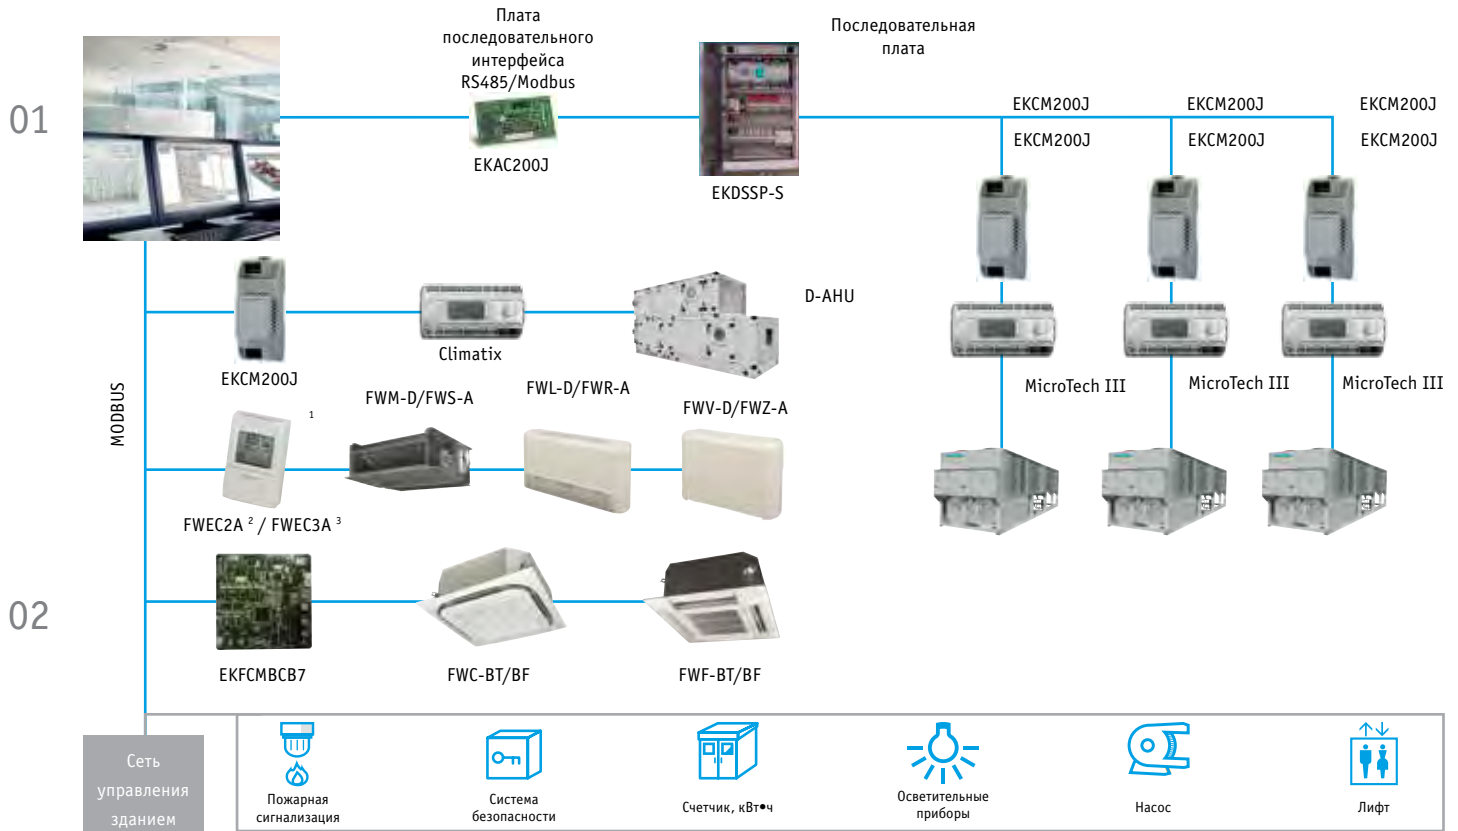 Плата
последовательного
интерфейса
RS485/Modbus
Последовательная
плата
01
EKCM200J
EKCM200J
EKCM200J
EKCM200J
EKCM200J
EKCM200J
EKAC200J
EKDSSP-S
D-AHU
Climatix
EKCM200J
MicroTech III
MicroTech III
MicroTech III
MODBUS
1
FWM-D/FWS-A
FWL-D/FWR-A
FWV-D/FWZ-A
FWEC2A 2 / FWEC3A 3
02
EKFCMBCB7
FWC-BT/BF
FWF-BT/BF
Сеть
управления
зданием
Пожарная
сигнализация
Система
безопасности
Счетчик, кВт•ч
Осветительные
приборы
Насос
Лифт